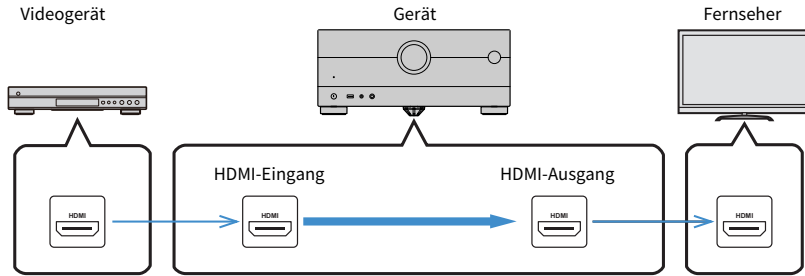 Videogerät
Gerät
Fernseher
HDMI-Eingang
HDMI-Ausgang
HDMI
HDMI
HDMI
HDMI